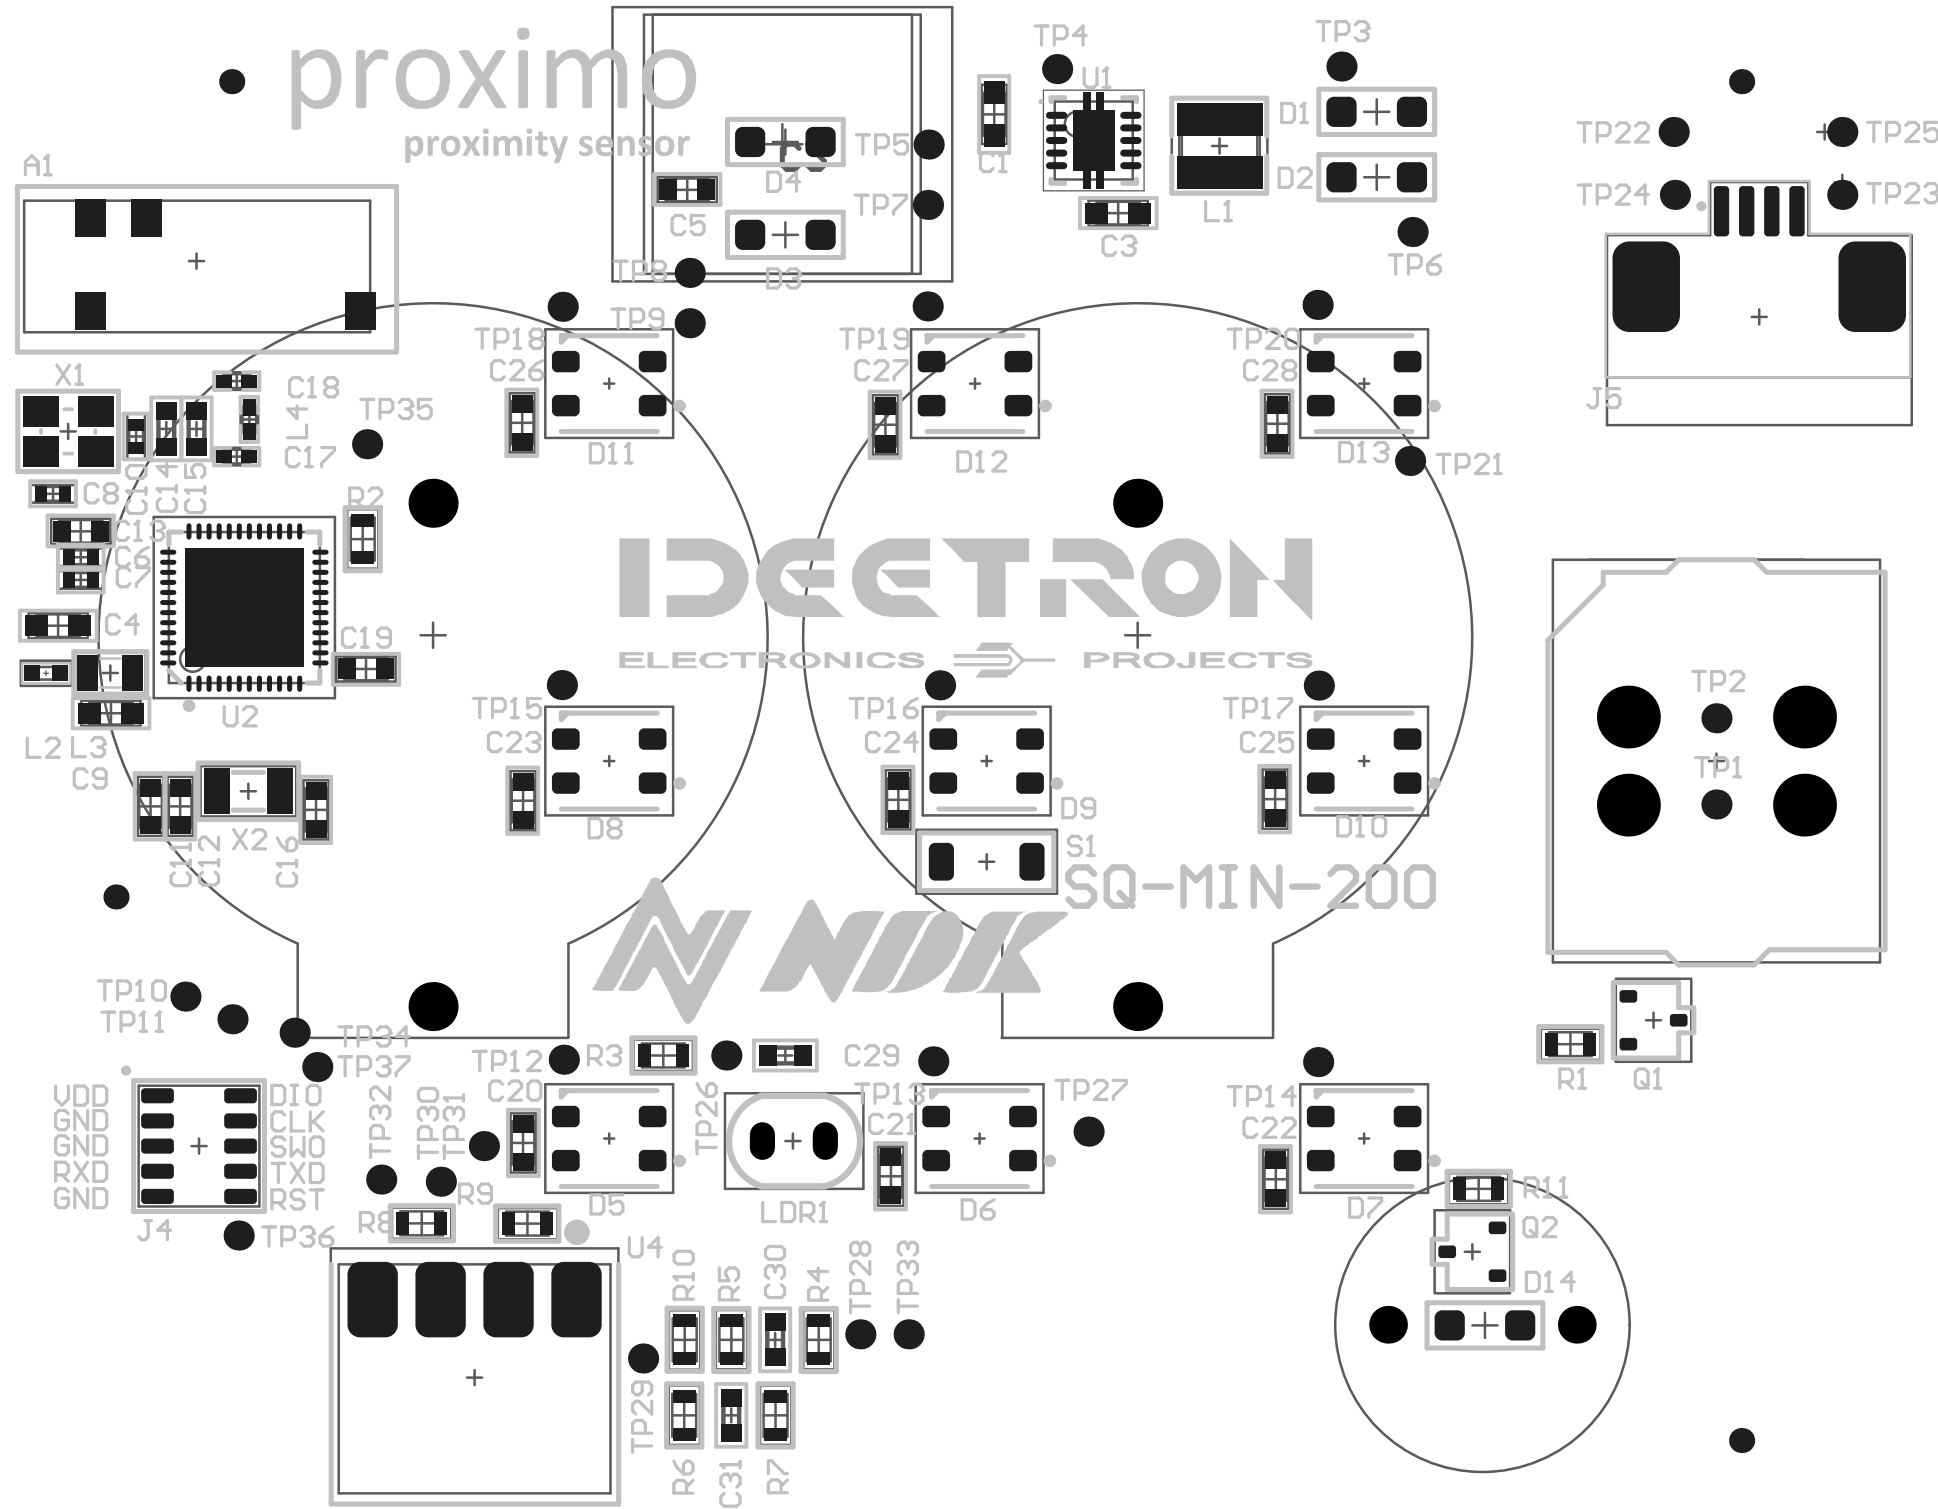 proximo
proximity sensor
TP4
TP3
U1
D1
TP5
TP22
TP25
C1
A1
D4
D2
TP7
TP24
TP23
C5
L1
C3
TP6
TP8
D3
TP9
TP18
TP19
TP20
X1
C26
C27
C28
C18
J5
TP35
L4
C17
D11
D12
D13
TP21
C8
C10
C14
C15
R2
C13
C6
C7
IDEETRON
C4
C19
ELECTRONICS PROJECTS
TP2
U2
TP15
TP16
TP17
L2
L3
C23
C24
C25
C9
TP1
D9
X2
D8
D10
S1
C11
C12
C16
SQ-MIN-200
NDK
TP10
TP11
TP34
TP37
TP12
R3
C29
R1
Q1
VDD
GND
GND
RXD
GND
DIO
CLK
SWO
TXD
RST
TP32
TP30
TP31
C20
TP26
TP13
C21
TP27
TP14
C22
R9
R11
R8
D5
LDR1
D6
D7
J4
TP36
U4
Q2
R10
R5
C30
R4
TP28
TP33
D14
TP29
R6
C31
R7